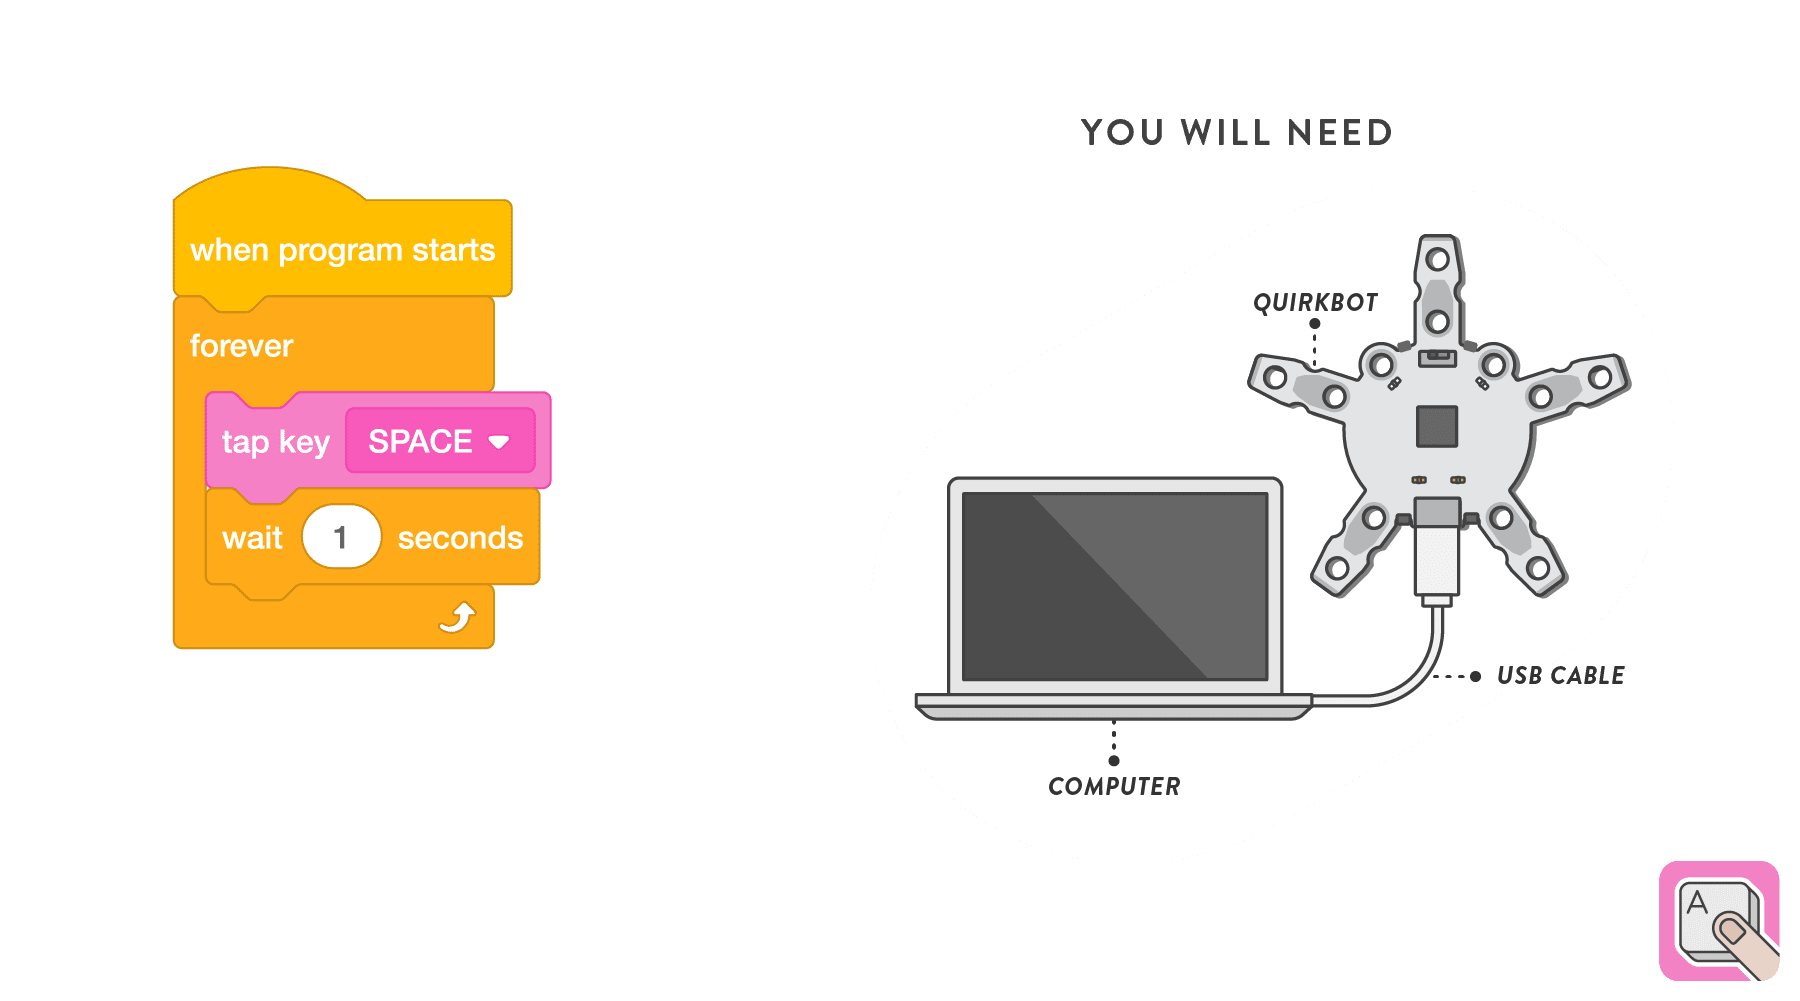 when program starts
forever
tap key SPACE
wait 1 seconds
YOU WILL NEED
QUIRKBOT
USB CABLE
COMPUTER
A